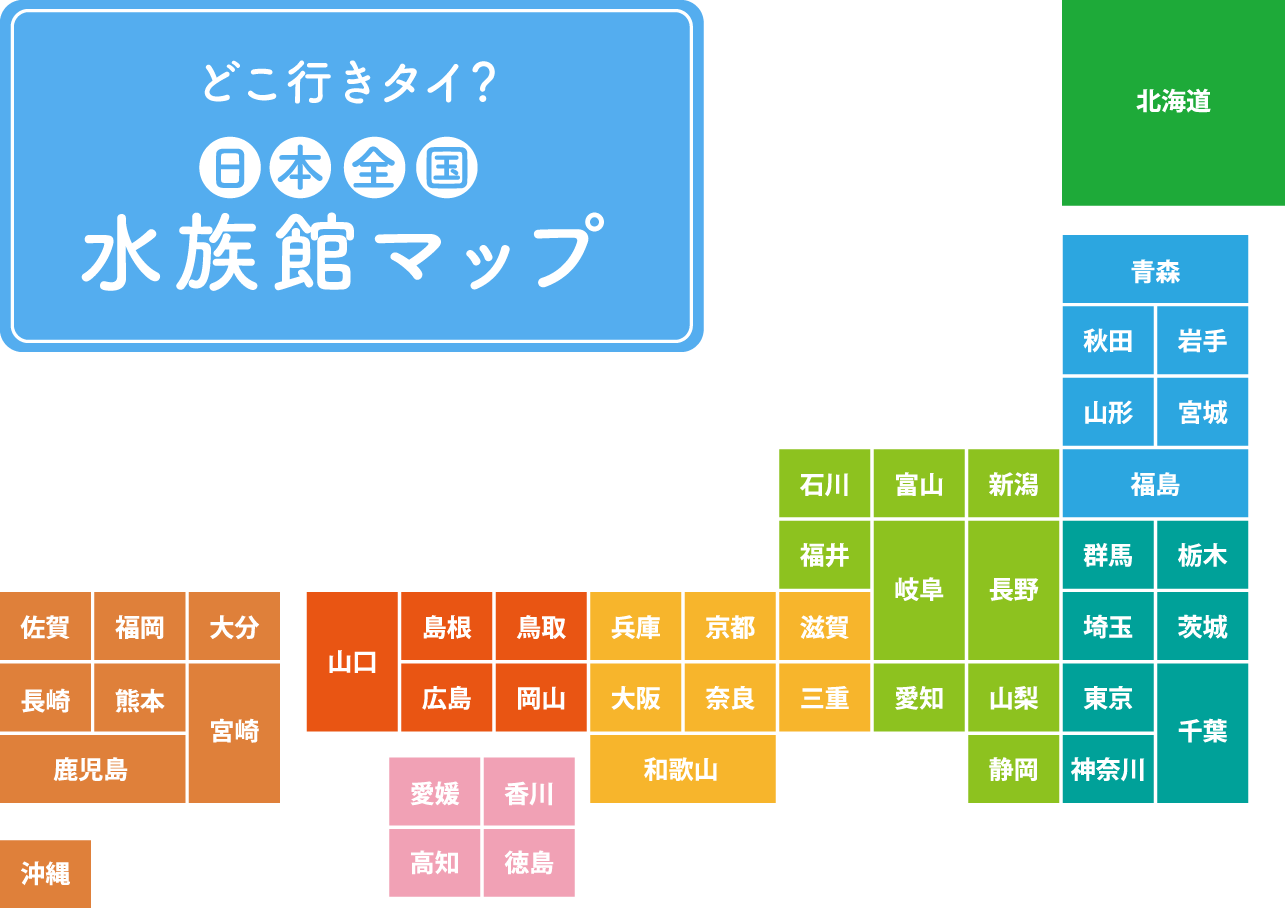 どこ行きタイ?
日本全国
水族館マップ
北海道
青森
秋田 岩手
山形 宮城
石川 富山 新潟 福島
福井 岐阜 長野 群馬 栃木
佐賀 福岡 大分 山口 島根 鳥取 兵庫 京都 滋賀 埼玉 茨城
長崎 熊本 宮崎 広島 岡山 大阪 奈良 三重 愛知 山梨 東京 千葉
鹿児島 和歌山 静岡 神奈川
愛媛 香川
高知 徳島
沖縄